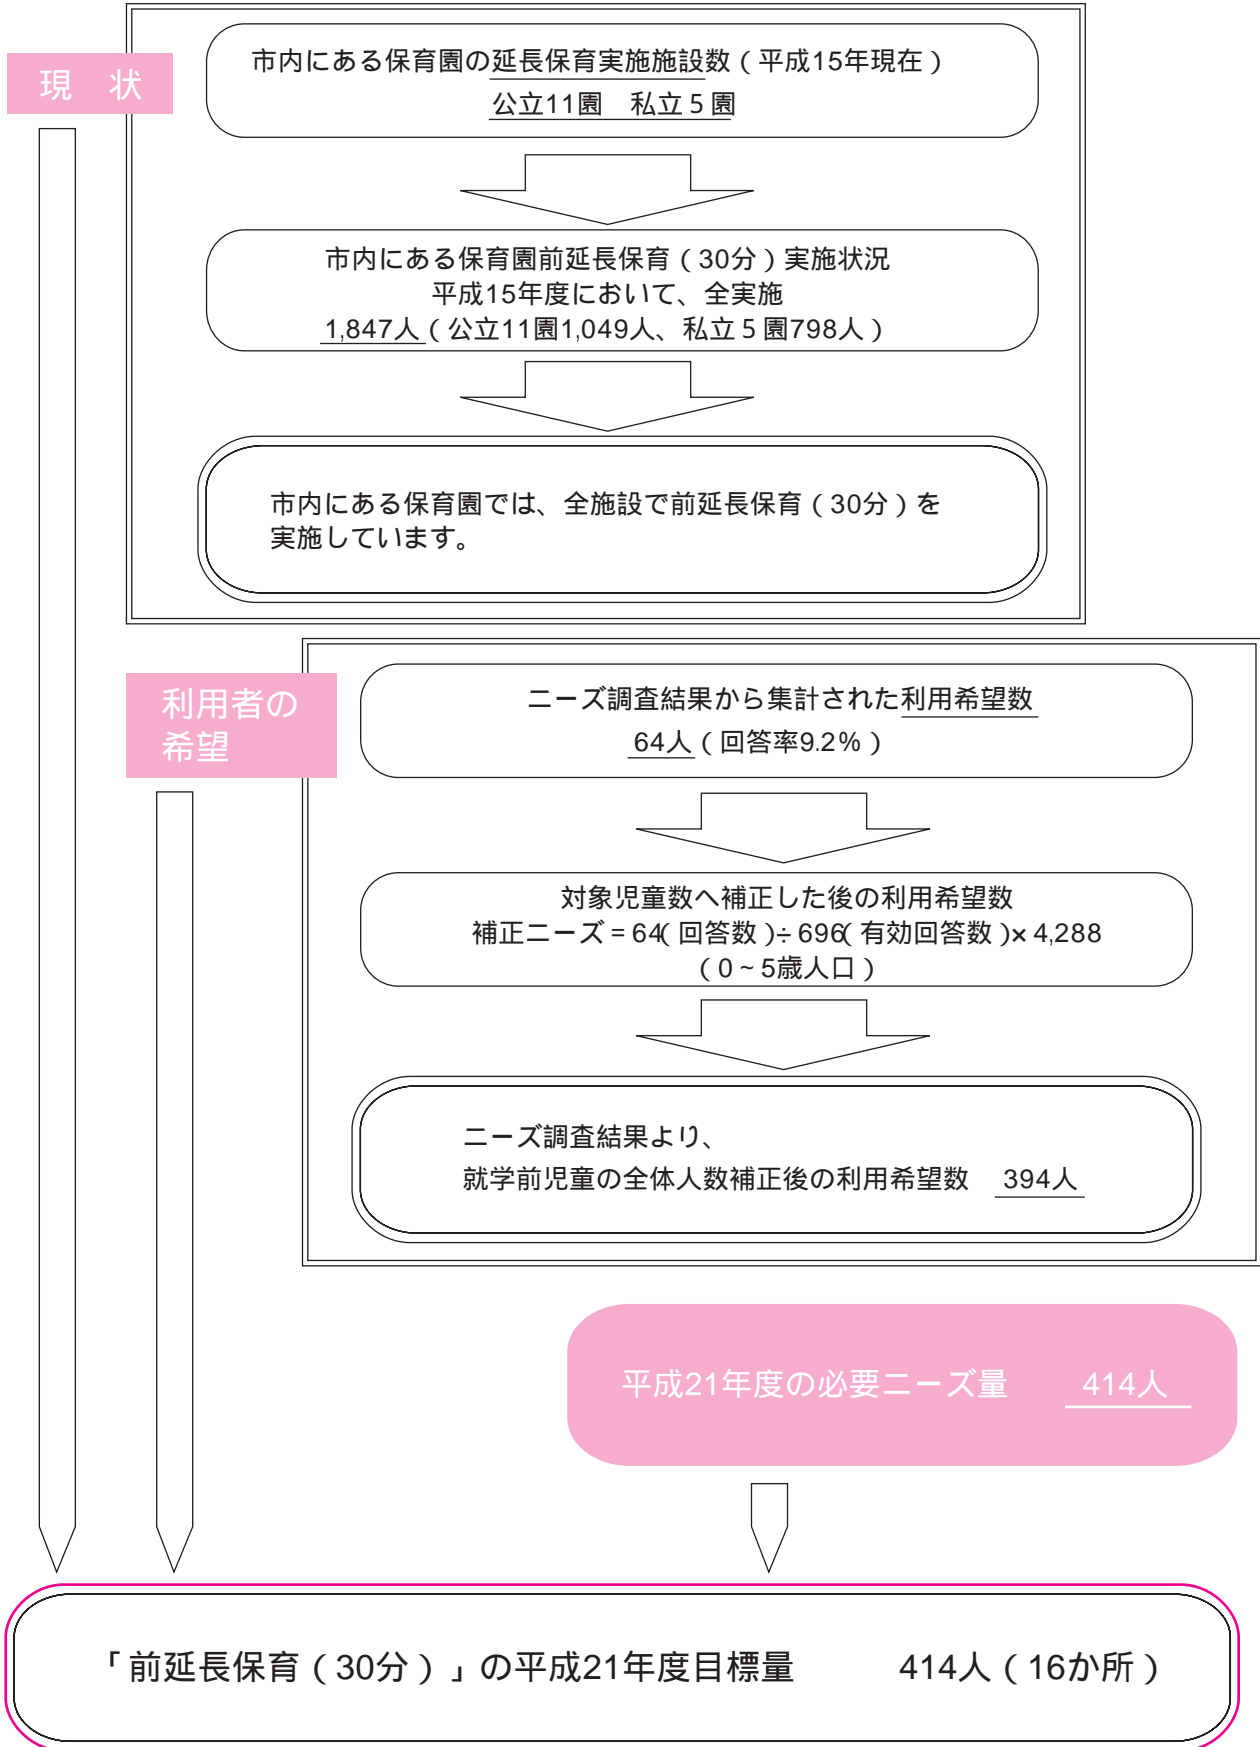 現　状
市内にある保育園の延長保育実施施設数（平成15年現在）
公立11園　私立５園
市内にある保育園前延長保育（30分）実施状況
平成15年度において、全実施
1,847人（公立11園1,049人、私立５園798人）
市内にある保育園では、全施設で前延長保育（30分）を
実施しています。
利用者の
希望
ニーズ調査結果から集計された利用希望数
64人（回答率9.2％）
対象児童数へ補正した後の利用希望数
補正ニーズ＝64（回答数）÷696（有効回答数）×4,288
（0～5歳人口）
ニーズ調査結果より、
就学前児童の全体人数補正後の利用希望数　394人
平成21年度の必要ニーズ量　414人
「前延長保育（30分）」の平成21年度目標量　414人（16か所）